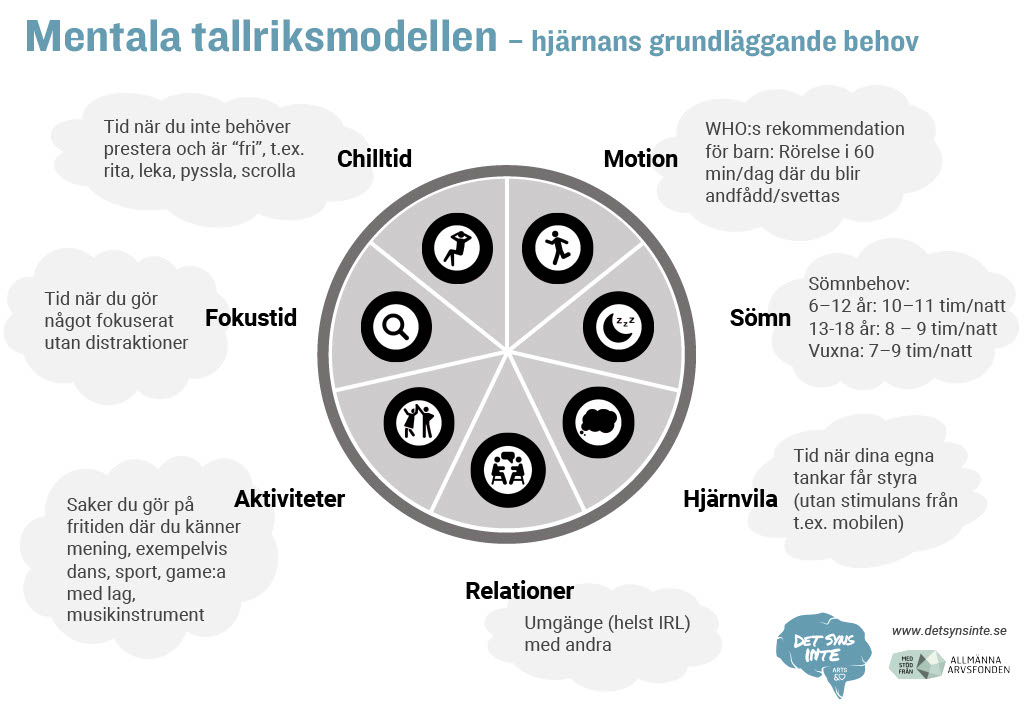 Mentala tallriksmodellen – hjärnans grundläggande behov
Tid när du inte behöver
prestera och är “fri”, t.ex.
rita, leka, pyssla, scrolla
Chilltid
Motion
WHO:s rekommendation
för barn: Rörelse i 60
min/dag där du blir
andfådd/svettas
Tid när du gör
något fokuserat
utan distraktioner
Fokustid
zzz
Sömn
Sömnbehov:
6–12 år: 10–11 tim/natt
13-18 år: 8 – 9 tim/natt
Vuxna: 7–9 tim/natt
Saker du gör på
fritiden där du känner
mening, exempelvis
dans, sport, game:a
med lag,
musikinstrument
Aktiviteter
Hjärnvila
Tid när dina egna
tankar får styra
(utan stimulans från
t.ex. mobilen)
Relationer
Umgänge (helst IRL)
med andra
DET SYNS
INTE
ARTS
&
www.detsynsinte.se
MED
STÖD
FRÅN
ALLMÄNNA
ARVSFONDEN